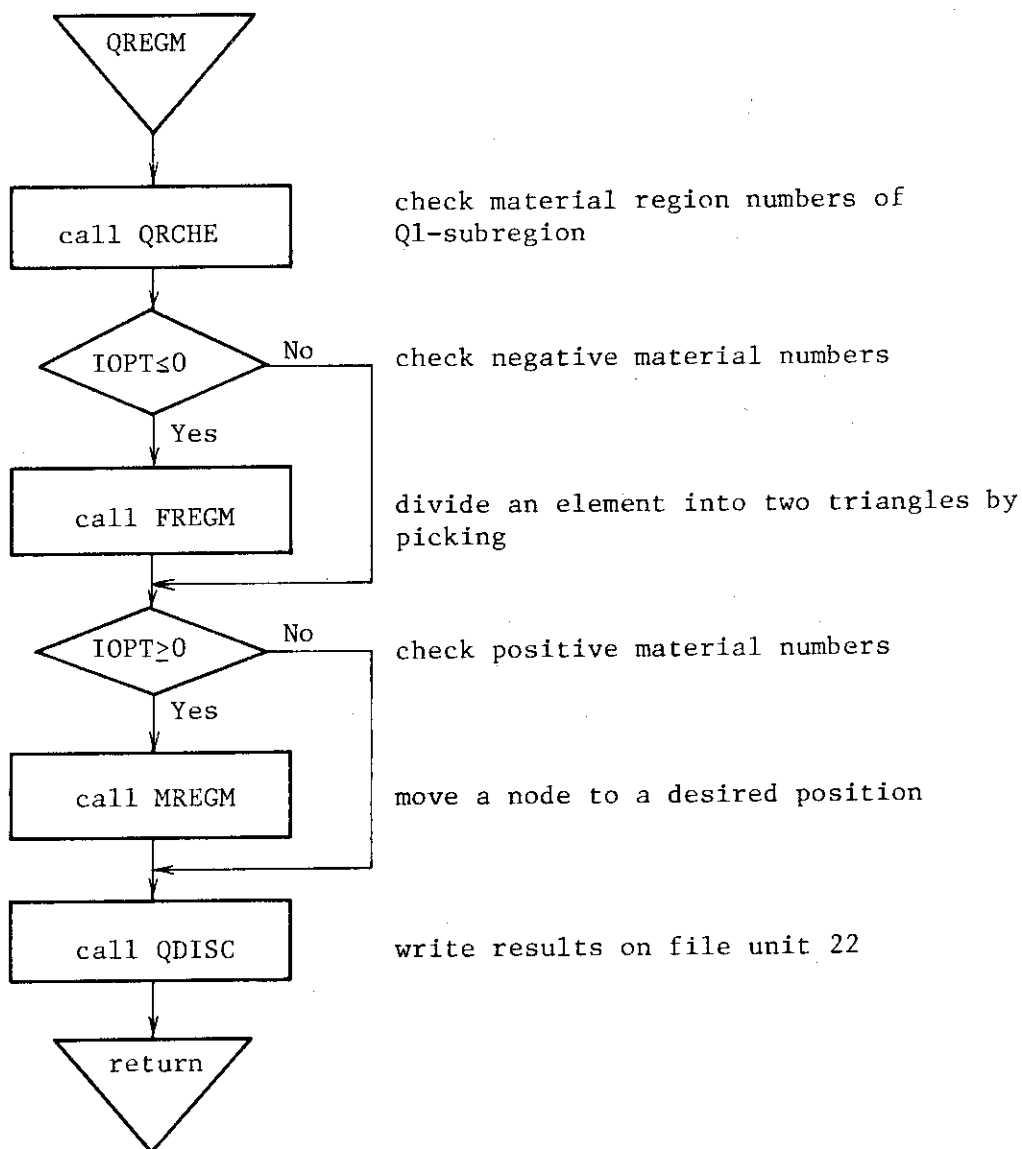 QREGM
call QRCHE
check material region numbers of
Q1-subregion
IOPT≤0
No
check negative material numbers
Yes
call FREGM
divide an element into two triangles by
picking
IOPT≥0
No
check positive material numbers
Yes
call MREGM
move a node to a desired position
call QDISC
write results on file unit 22
return